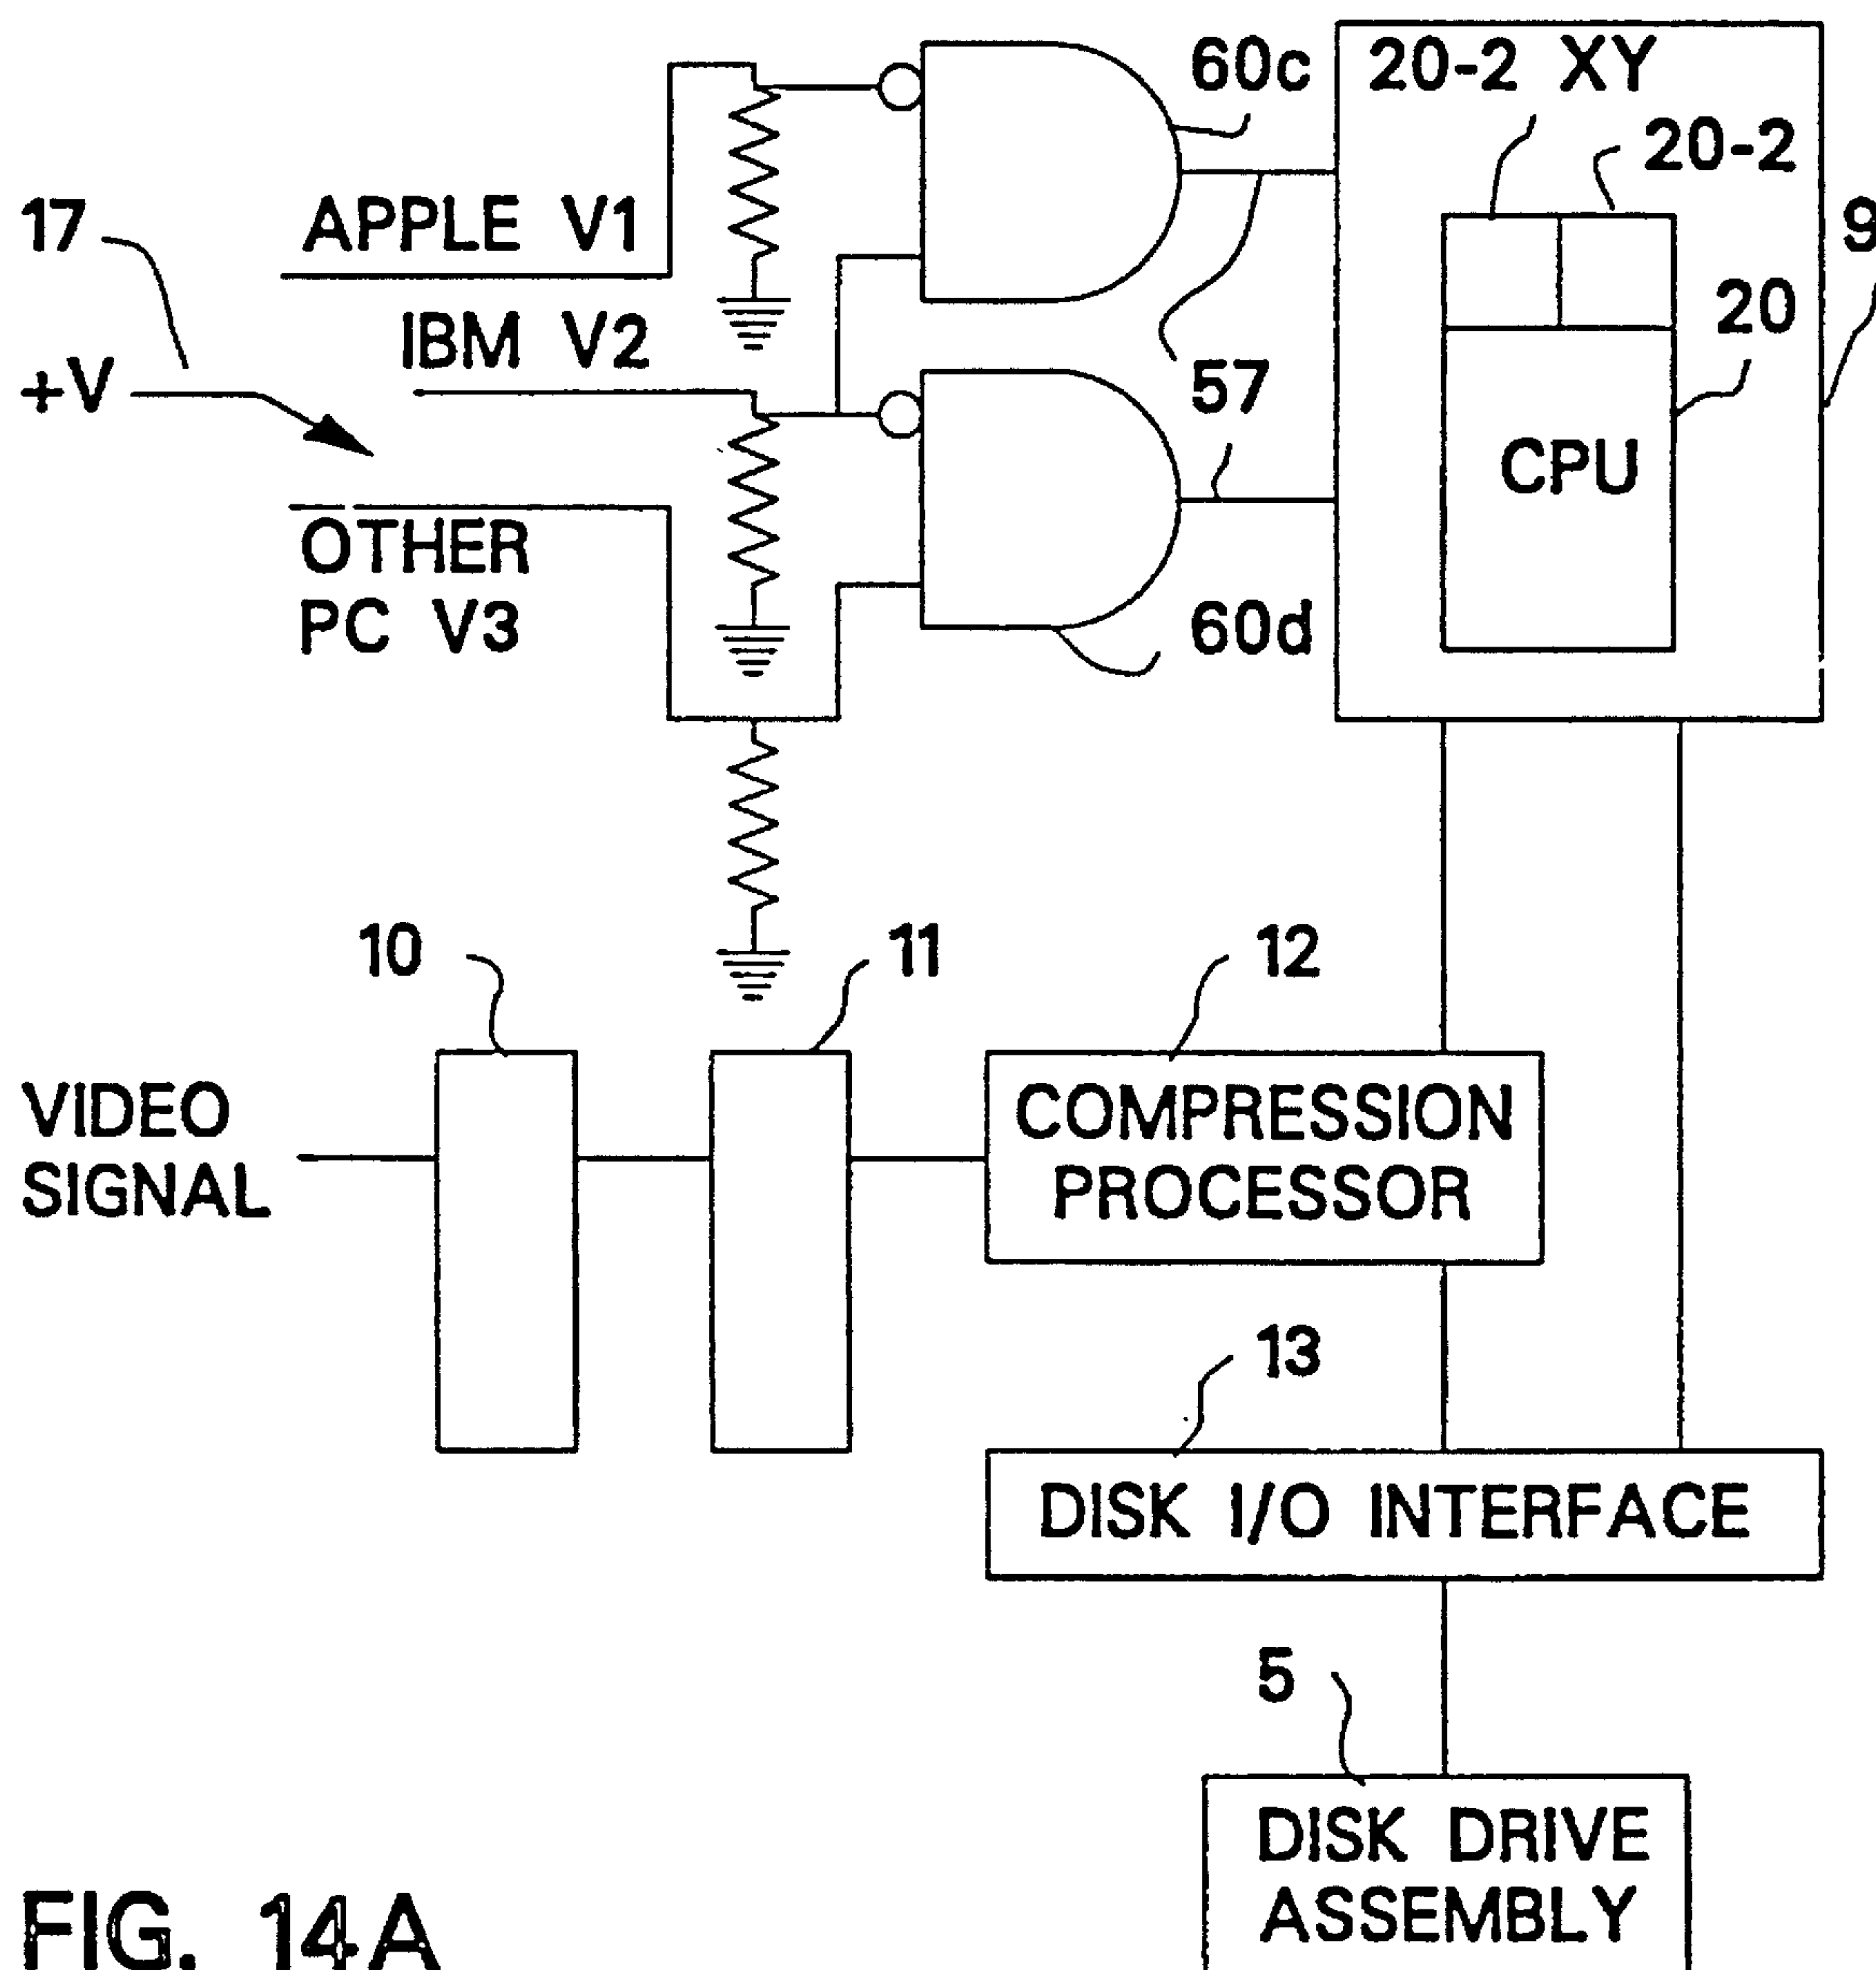 60c
20-2 XY
20-2
17
APPLE V1
9
IBM V2
20
+V
57
CPU
OTHER
PC V3
60d
10
11
12
VIDEO
SIGNAL
COMPRESSION
PROCESSOR
13
DISK I/O INTERFACE
5
DISK DRIVE
ASSEMBLY
FIG. 14A